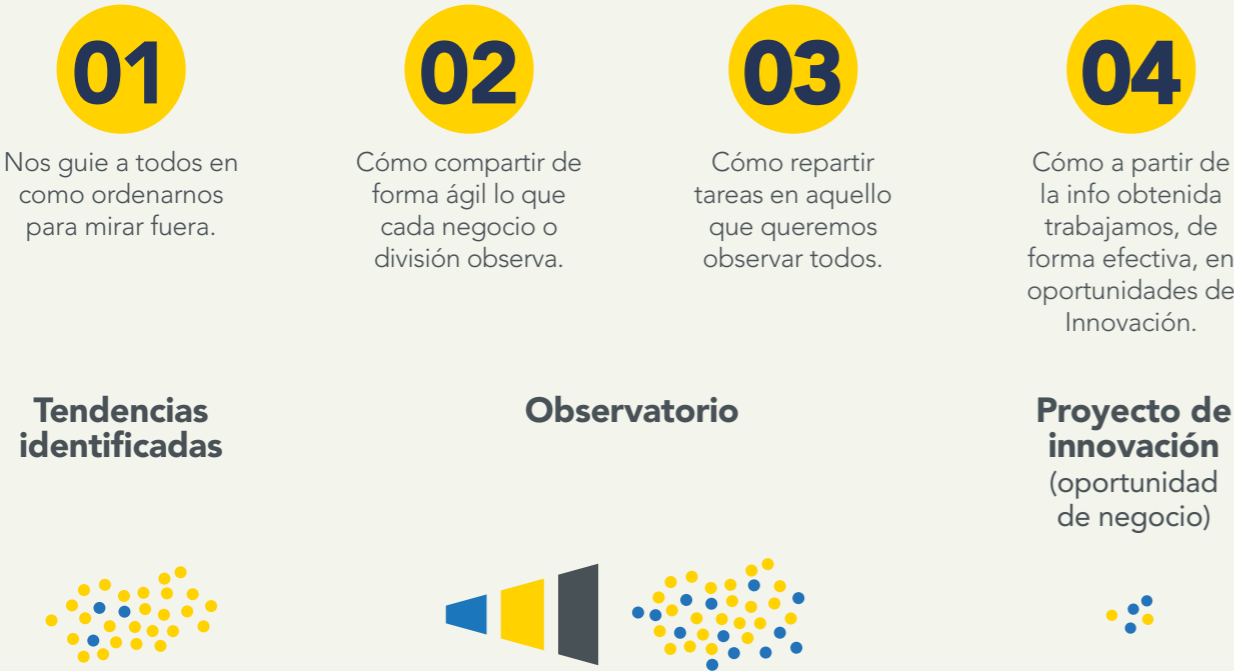 01
Nos guie a todos en
como ordenarnos
para mirar fuera.
02
Cómo compartir de
forma ágil lo que
cada negocio o
división observa.
03
Cómo repartir
tareas en aquello
que queremos
observar todos.
04
Cómo a partir de
la info obtenida
trabajamos, de
forma efectiva, en
oportunidades de
Innovación.
Tendencias
identificadas
Observatorio
Proyecto de
innovación
(oportunidad
de negocio)